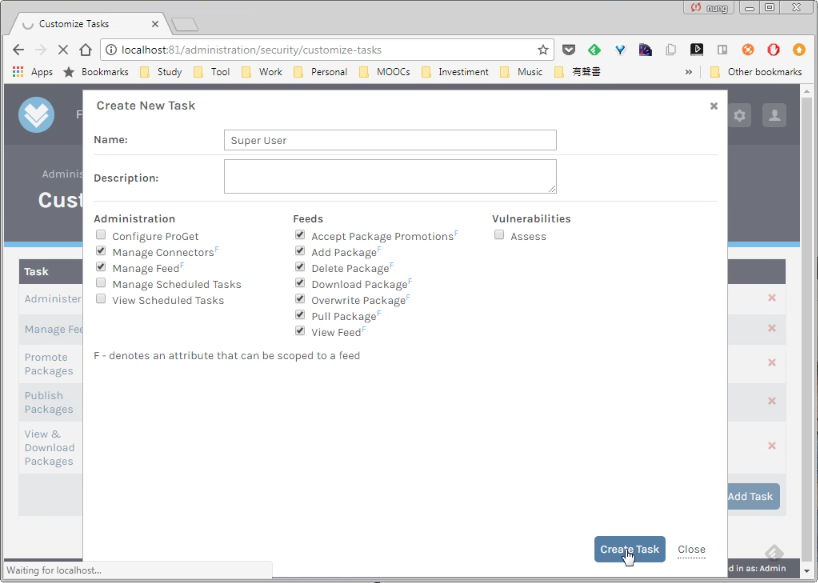 nung
Customize Tasks
localhost:81/administration/security/customize-tasks
Apps Bookmarks Study Tool Work Personal MOOCs Investiment Music 有聲書 » Other bookmarks
Create New Task
F
Name: Super User
Adminis
Description:
Cust
Administration Feeds Vulnerabilities
Configure ProGet Accept Package Promotions F Assess
Manage Connectors F Add Package F
Manage Feed F Delete Package F
Manage Scheduled Tasks Download Package F
View Scheduled Tasks Overwrite Package F
Pull Package F
View Feed F
F - denotes an attribute that can be scoped to a feed
Task
Administer
Manage Fee
Promote
Packages
Publish
Packages
View &
Download
Packages
Add Task
Create Task Close
Waiting for localhost...
d in as: Admin